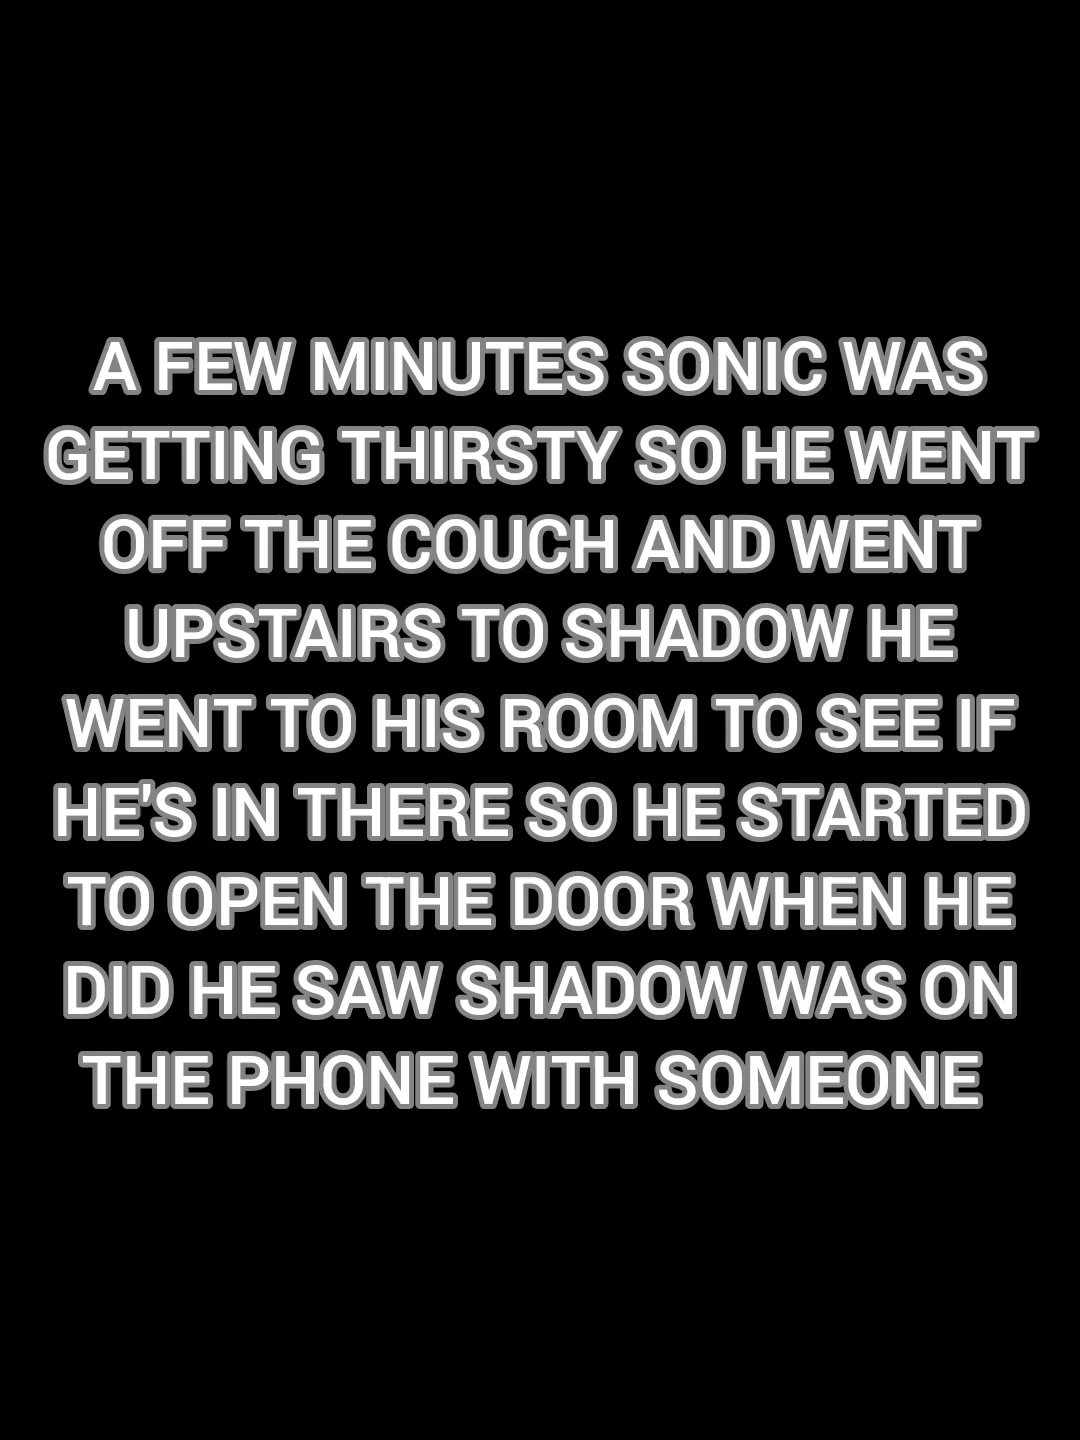 A FEW MINUTES SONIC WAS
GETTING THIRSTY SO HE WENT
OFF THE COUCH AND WENT
UPSTAIRS TO SHADOW HE
WENT TO HIS ROOM TO SEE IF
HE'S IN THERE SO HE STARTED
TO OPEN THE DOOR WHEN HE
DID HE SAW SHADOW WAS ON
THE PHONE WITH SOMEONE